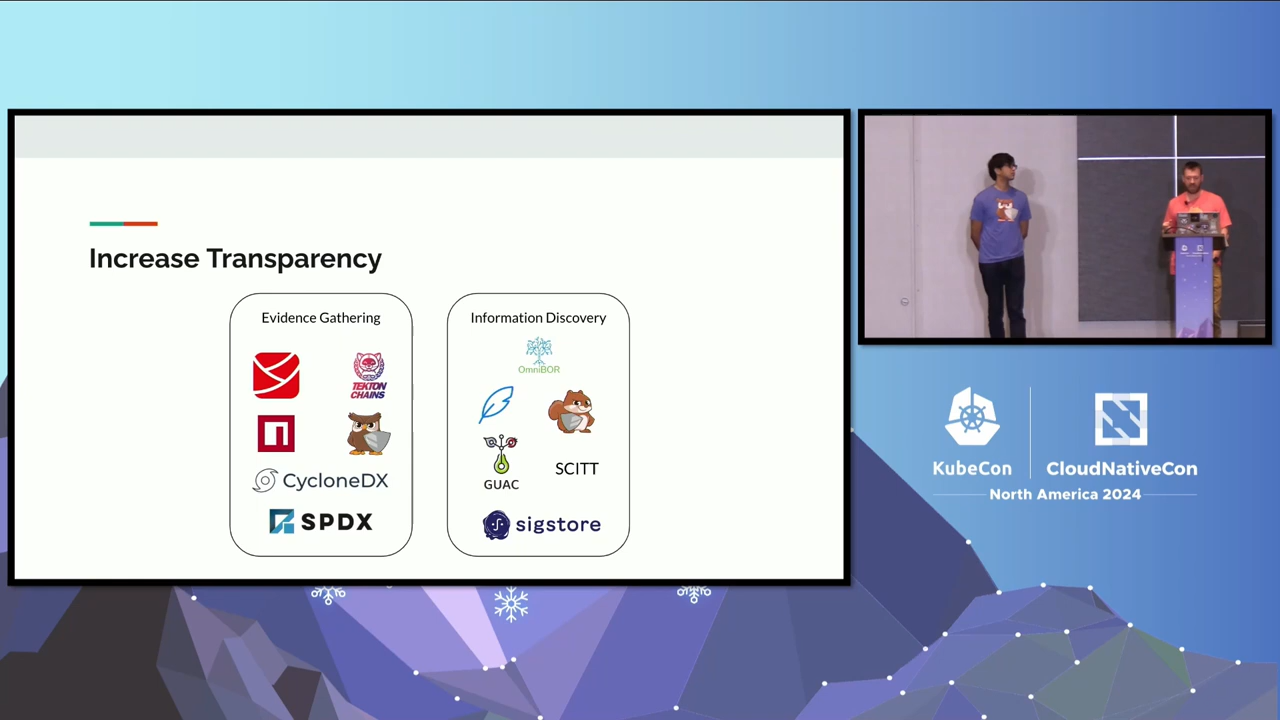 Increase Transparency
Evidence Gathering
TEKTON
CHAINS
CycloneDX
SPDX
Information Discovery
OmniBOR
GUAC
SCITT
sigstore
KubeCon
CloudNativeCon
North America 2024